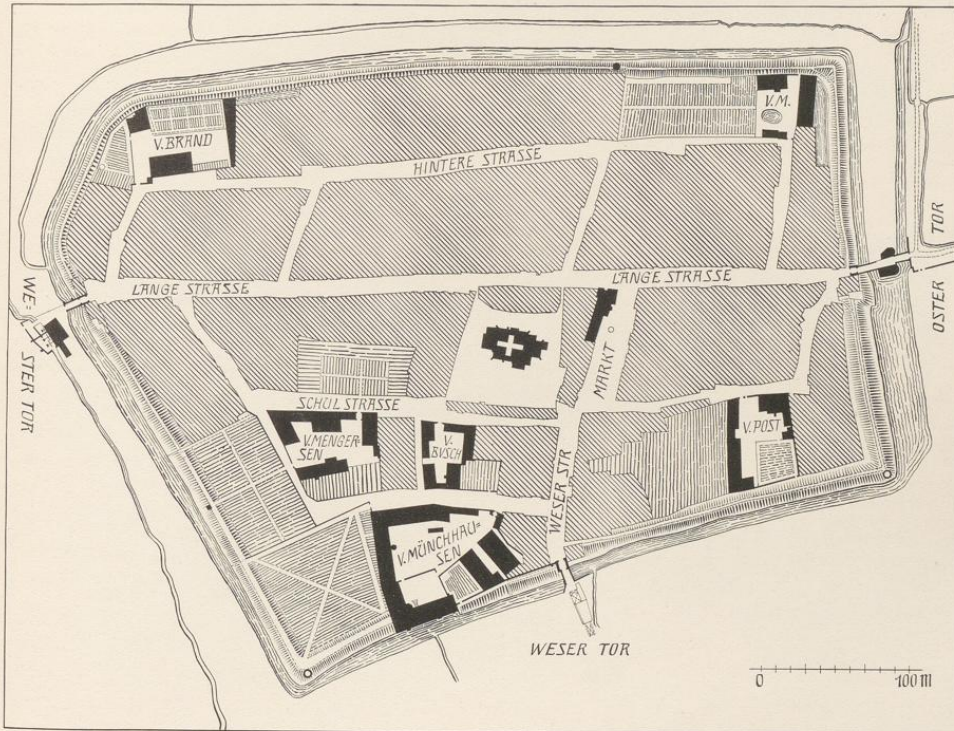 V. BRAND
V.M.
HINTERE STRASSE
LANGE STRASSE
LANGE STRASSE
WE=
STER TOR
OSTER TOR
MARKT
SCHULSTRASSE
V. MENGER-
SEN
V.
BUSCH
V. POST
WESER STR
V. MÜNCHHAU=
SEN
WESER TOR
0 100 m